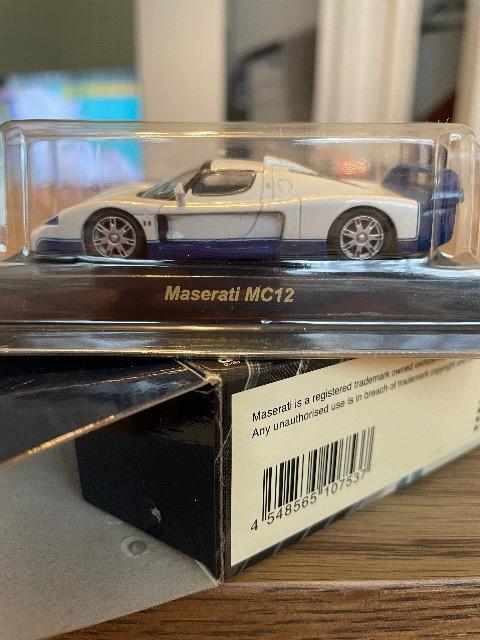 Maserati MC12
Maserati is a registered trademark owned
Any unauthorised use is in breach of trademark copyright
4 548565 107537